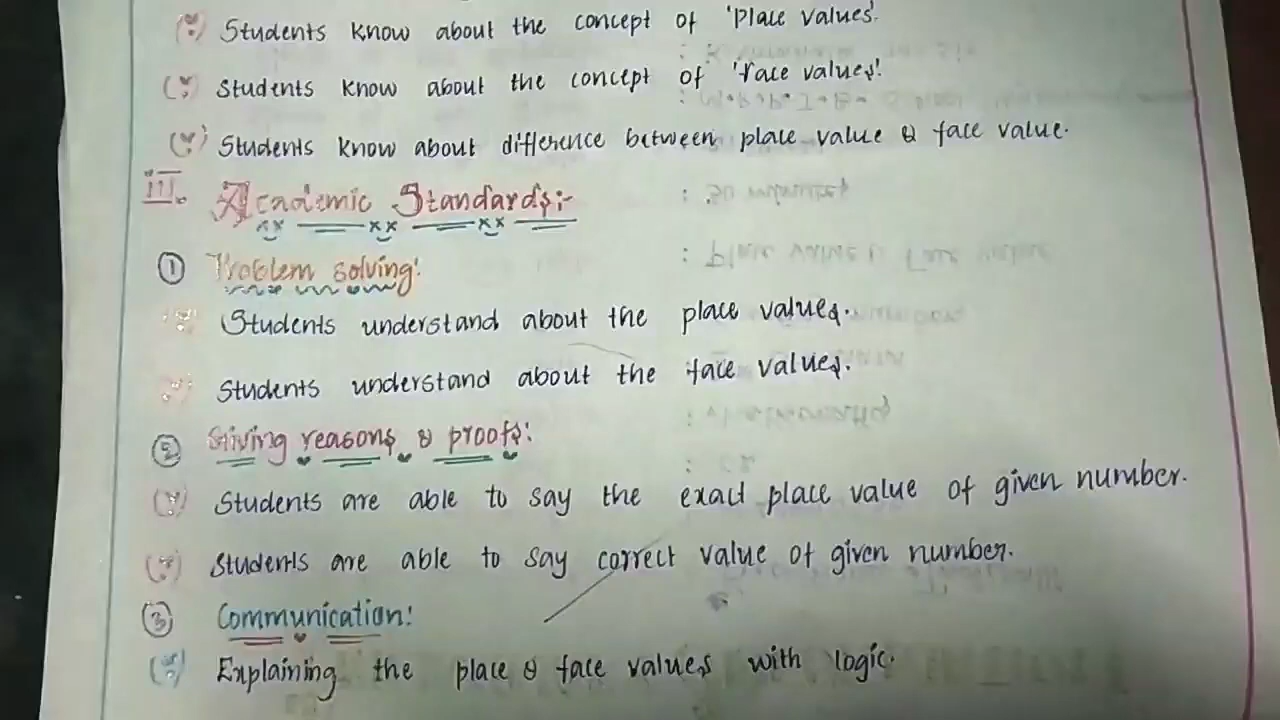 Students know about the concept of 'Place values'.
Students know about the concept of 'Face values'.
Students know about difference between place value & face value.
III. Academic Standards:-
① Problem solving:
Students understand about the place values.
Students understand about the face values.
② Giving reasons & proofs:
Students are able to say the exact place value of given number.
Students are able to say correct value of given number.
③ Communication:
Explaining the place & face values with logic.